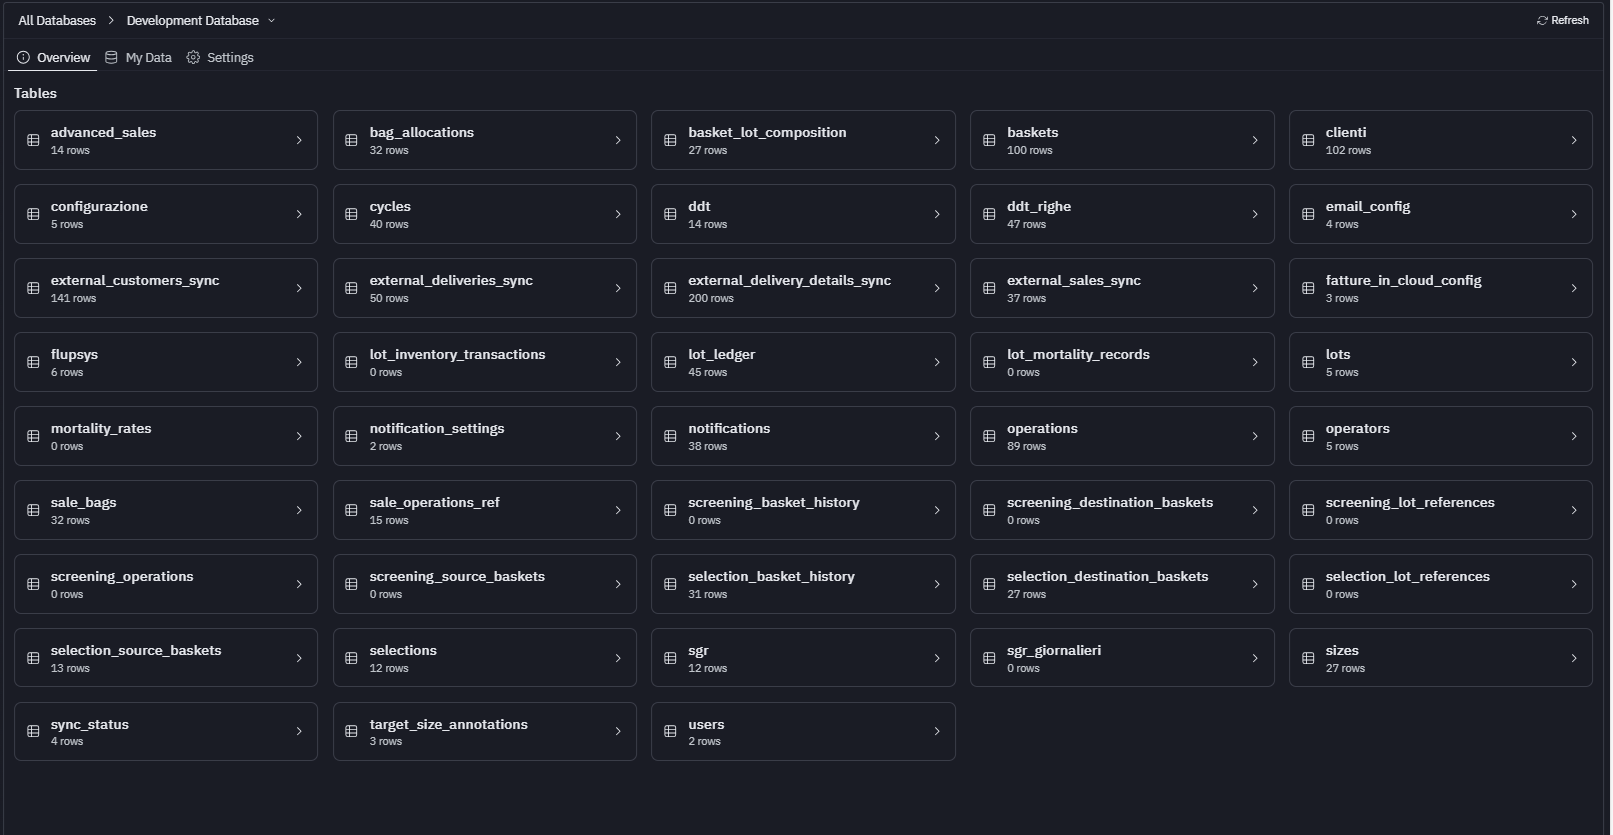 All Databases > Development Database
Refresh
Overview My Data Settings
Tables
advanced_sales
14 rows
bag_allocations
32 rows
basket_lot_composition
27 rows
baskets
100 rows
clienti
102 rows
configurazione
5 rows
cycles
40 rows
ddt
14 rows
ddt_righe
47 rows
email_config
4 rows
external_customers_sync
141 rows
external_deliveries_sync
50 rows
external_delivery_details_sync
200 rows
external_sales_sync
37 rows
fatture_in_cloud_config
3 rows
flupsys
6 rows
lot_inventory_transactions
0 rows
lot_ledger
45 rows
lot_mortality_records
0 rows
lots
5 rows
mortality_rates
0 rows
notification_settings
2 rows
notifications
38 rows
operations
89 rows
operators
5 rows
sale_bags
32 rows
sale_operations_ref
15 rows
screening_basket_history
0 rows
screening_destination_baskets
0 rows
screening_lot_references
0 rows
screening_operations
0 rows
screening_source_baskets
0 rows
selection_basket_history
31 rows
selection_destination_baskets
27 rows
selection_lot_references
0 rows
selection_source_baskets
13 rows
selections
12 rows
sgr
12 rows
sgr_giornalieri
0 rows
sizes
27 rows
sync_status
4 rows
target_size_annotations
3 rows
users
2 rows